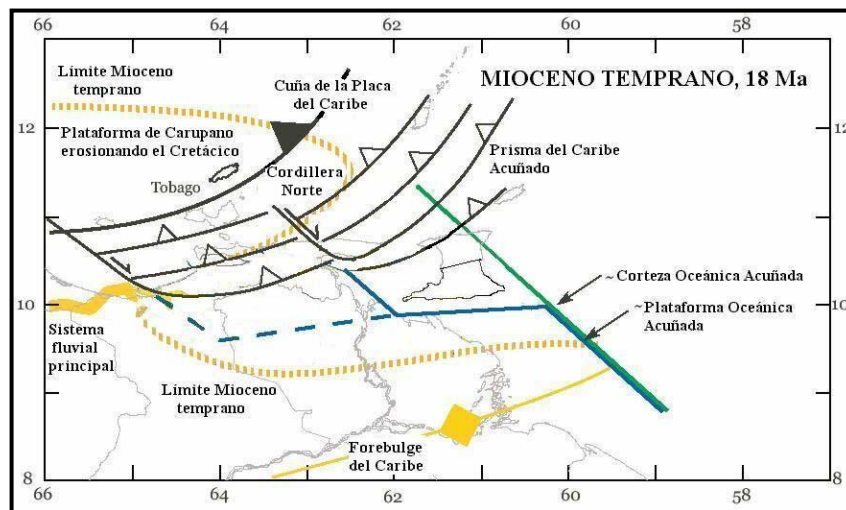 66
64
62
60
58
13
13
Límite Mioceno
temprano
Cuña de la Placa
del Caribe
MIOCENO TEMPRANO, 18 Ma
12
12
Plataforma de Carupano
erosionando el Cretácico
Tobago
Cordillera
Norte
Prisma del Caribe
Acuñado
10
10
~Corteza Oceánica Acuñada
~Plataforma Oceánica
Acuñada
Sistema
fluvial
principal
Límite Mioceno
temprano
Forebulge
del Caribe
8
8
66
64
62
60
58